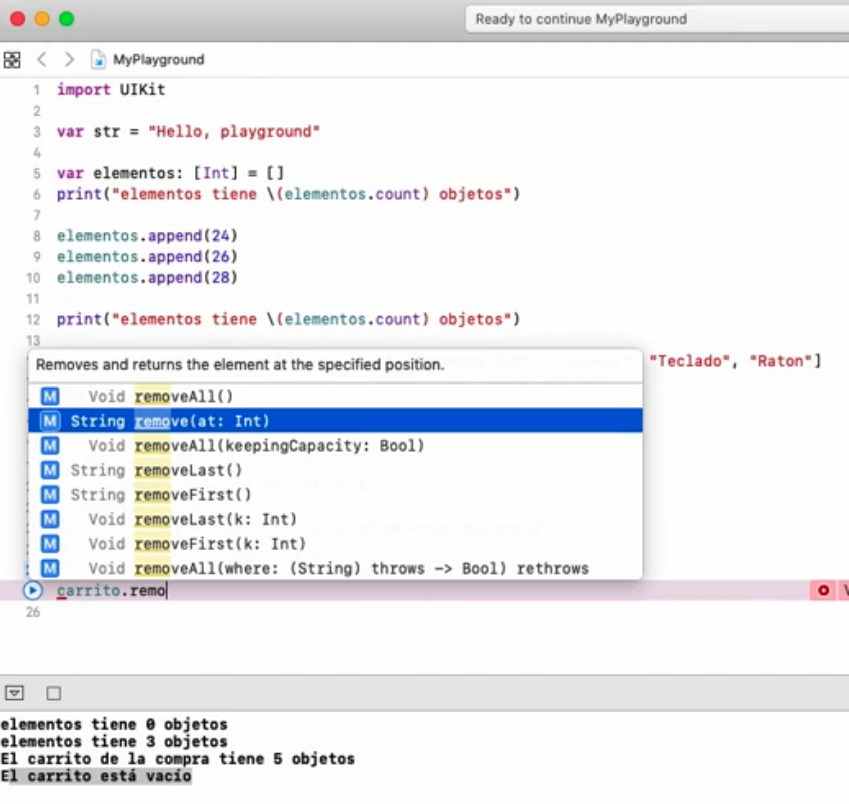 Ready to continue MyPlayground
MyPlayground
1 import UIKit
2
3 var str = "Hello, playground"
4
5 var elementos: [Int] = []
6 print("elementos tiene \(elementos.count) objetos")
7
8 elementos.append(24)
9 elementos.append(26)
10 elementos.append(28)
11
12 print("elementos tiene \(elementos.count) objetos")
13
"Teclado", "Raton"]
Removes and returns the element at the specified position.
M Void removeAll()
M String remove(at: Int)
M Void removeAll(keepingCapacity: Bool)
M String removeLast()
M String removeFirst()
M Void removeLast(k: Int)
M Void removeFirst(k: Int)
M Void removeAll(where: (String) throws -> Bool) rethrows
carrito.remo
26
elementos tiene 0 objetos
elementos tiene 3 objetos
El carrito de la compra tiene 5 objetos
El carrito está vacío